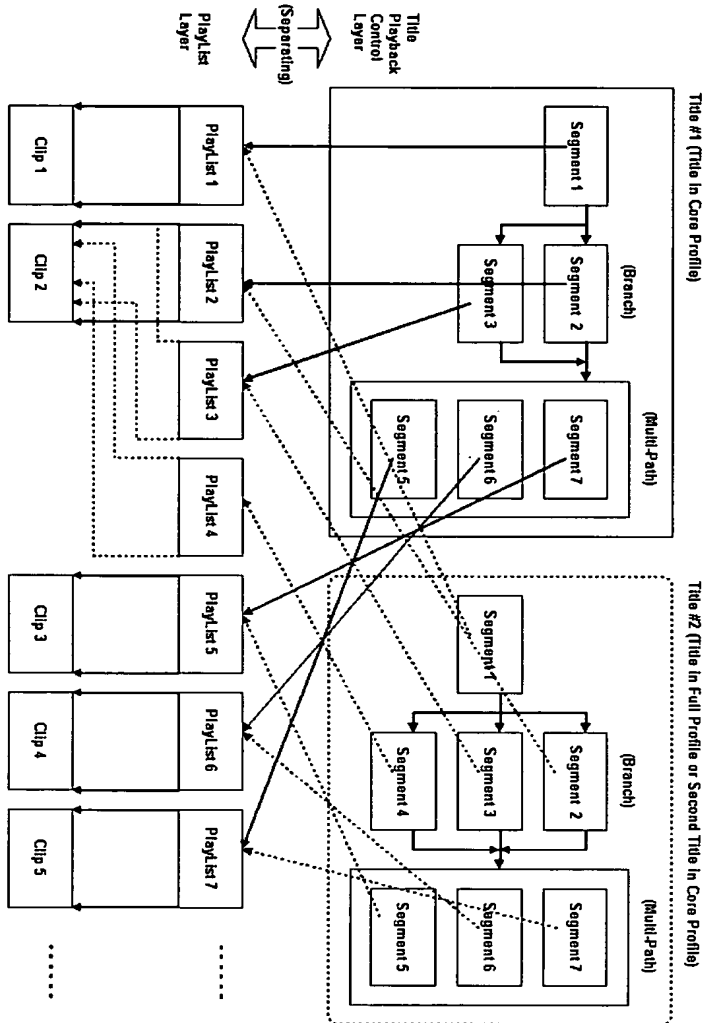 Title #1 (Title in Core Profile)
Title #2 (Title in Full Profile or Second Title in Core Profile)
Title
Playback
Control
Layer
(Separating)
PlayList
Layer
(Branch)
(Multi-Path)
Segment 1
Segment 2
Segment 3
Segment 7
Segment 6
Segment 5
(Branch)
(Multi-Path)
Segment 1
Segment 2
Segment 3
Segment 4
Segment 7
Segment 6
Segment 5
PlayList 1
PlayList 2
PlayList 3
PlayList 4
PlayList 5
PlayList 6
PlayList 7
Clip 1
Clip 2
Clip 3
Clip 4
Clip 5